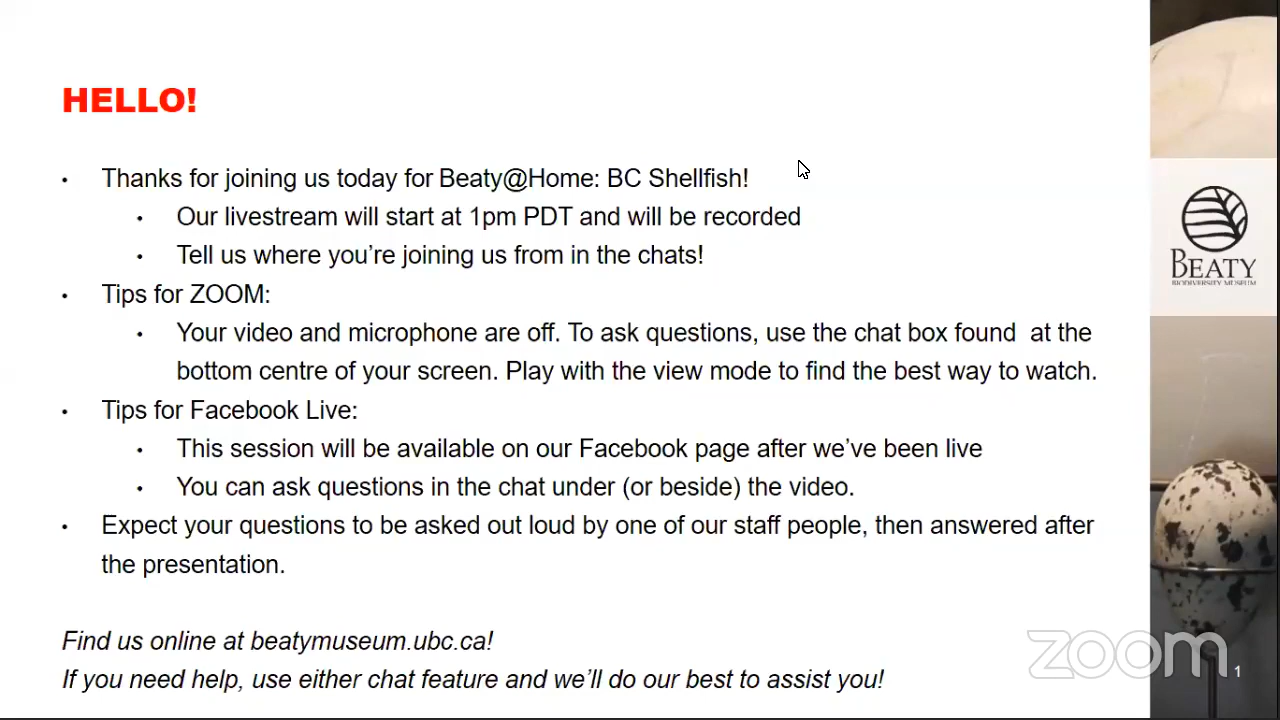 HELLO!
• Thanks for joining us today for Beaty@Home: BC Shellfish!
• Our livestream will start at 1pm PDT and will be recorded
• Tell us where you’re joining us from in the chats!
• Tips for ZOOM:
• Your video and microphone are off. To ask questions, use the chat box found at the
bottom centre of your screen. Play with the view mode to find the best way to watch.
• Tips for Facebook Live:
• This session will be available on our Facebook page after we’ve been live
• You can ask questions in the chat under (or beside) the video.
• Expect your questions to be asked out loud by one of our staff people, then answered after
the presentation.
Find us online at beatymuseum.ubc.ca!
If you need help, use either chat feature and we’ll do our best to assist you!
BEATY
BIODIVERSITY MUSEUM
zoom
1